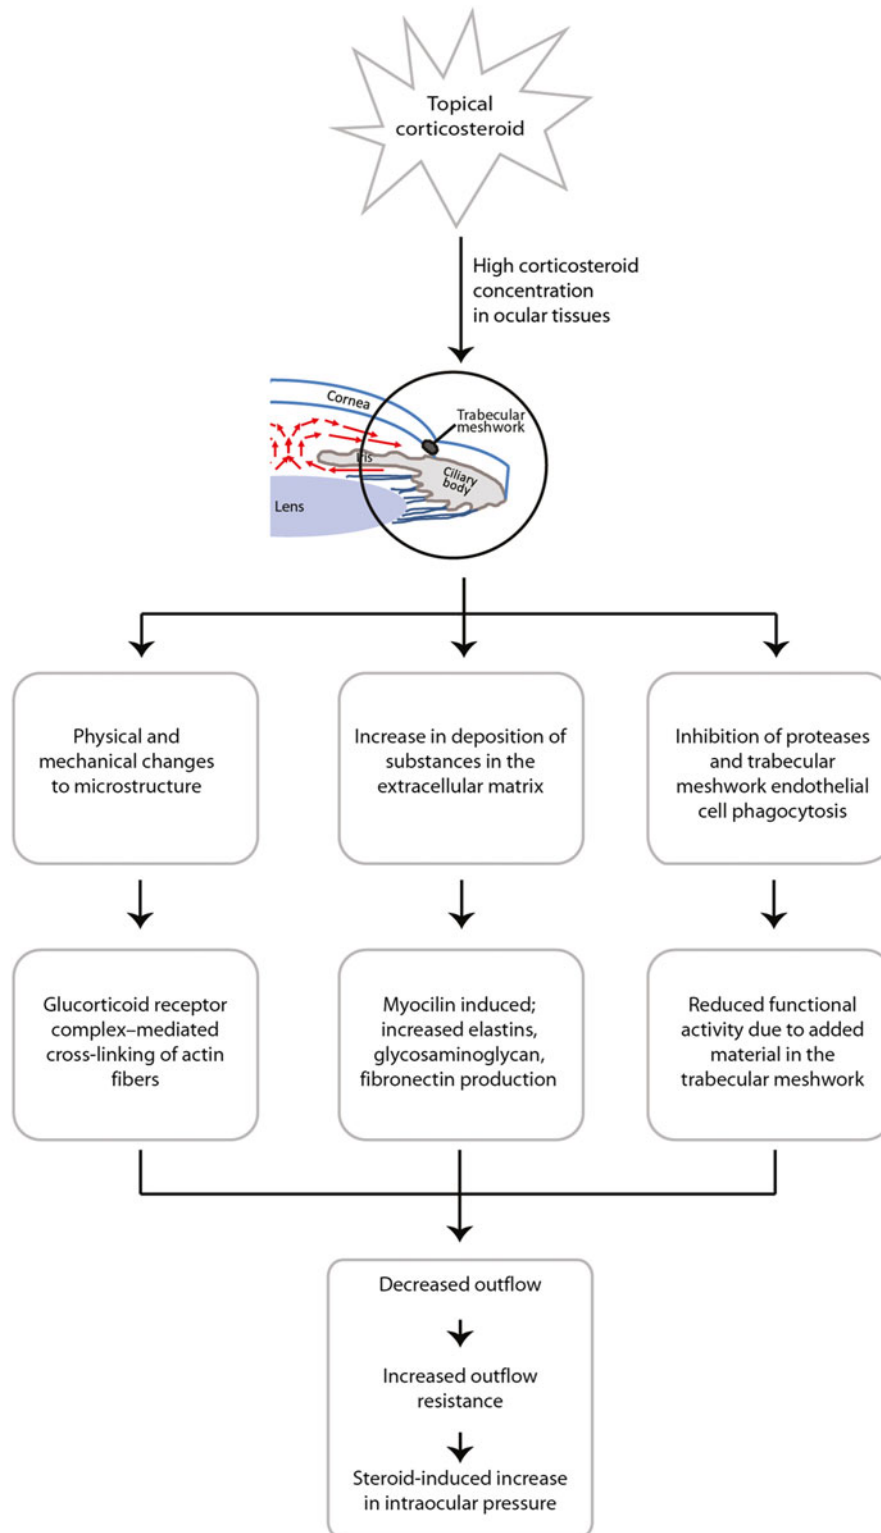 Topical
corticosteroid
High corticosteroid
concentration
in ocular tissues
Cornea
Trabecular
meshwork
Iris
Ciliary
body
Lens
Physical and
mechanical changes
to microstructure
Increase in deposition of
substances in the
extracellular matrix
Inhibition of proteases
and trabecular
meshwork endothelial
cell phagocytosis
Glucorticoid receptor
complex–mediated
cross-linking of actin
fibers
Myocilin induced;
increased elastins,
glycosaminoglycan,
fibronectin production
Reduced functional
activity due to added
material in the
trabecular meshwork
Decreased outflow
Increased outflow
resistance
Steroid-induced increase
in intraocular pressure